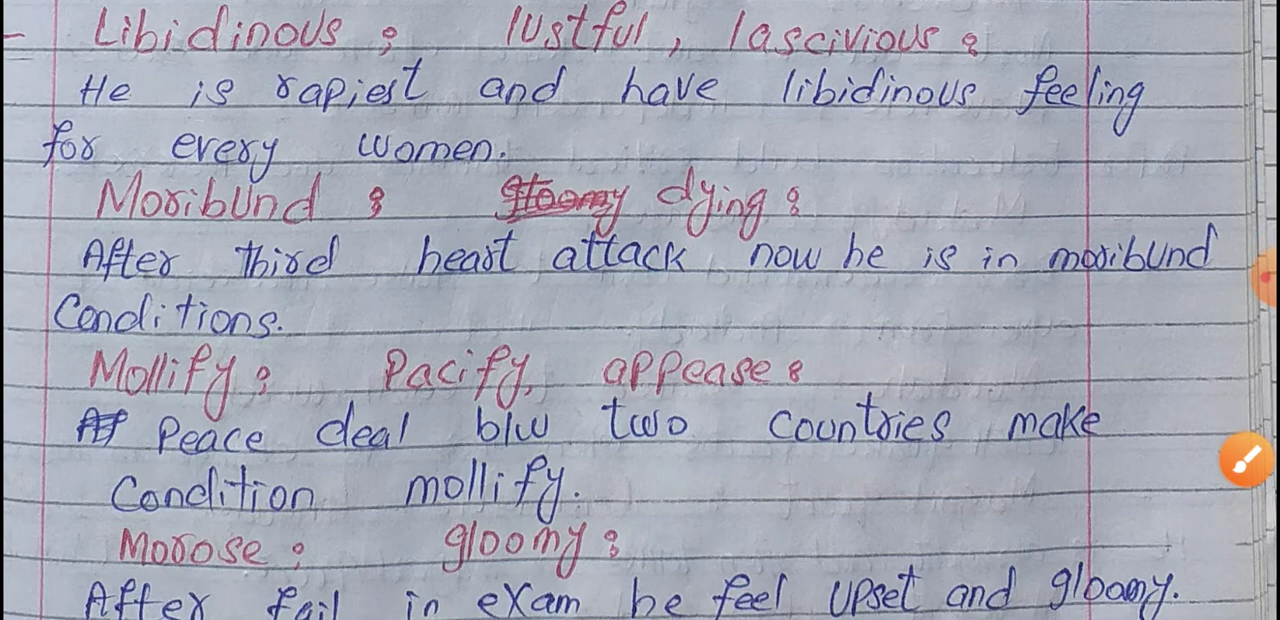 Libidinous : lustful, lascivious :
He is rapiest and have libidinous feeling
for every women.
Moribund : dying :
After third heart attack now he is in moribund
Conditions.
Mollify : Pacify, appease :
Peace deal b/w two countries make
Condition mollify.
Morose : gloomy :
After fail in exam he feel upset and gloomy.